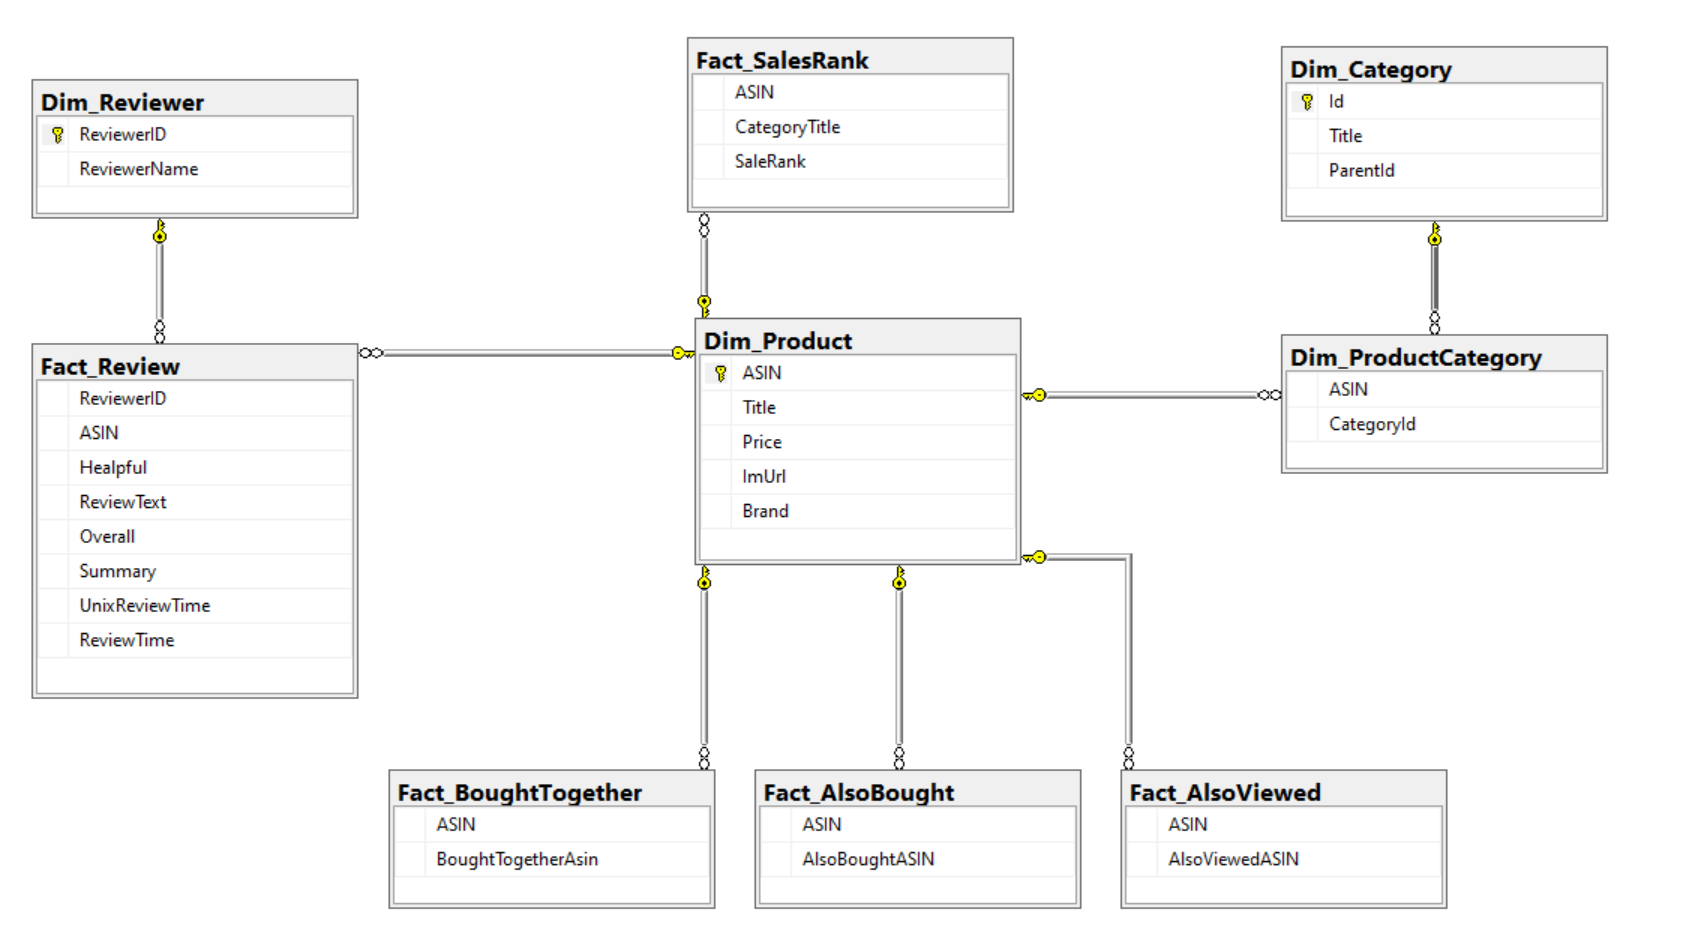 Dim_Reviewer
ReviewerID
ReviewerName
Fact_SalesRank
ASIN
CategoryTitle
SaleRank
Dim_Category
Id
Title
ParentId
Fact_Review
ReviewerID
ASIN
Healpful
ReviewText
Overall
Summary
UnixReviewTime
ReviewTime
Dim_Product
ASIN
Title
Price
ImUrl
Brand
Dim_ProductCategory
ASIN
CategoryId
Fact_BoughtTogether
ASIN
BoughtTogetherAsin
Fact_AlsoBought
ASIN
AlsoBoughtASIN
Fact_AlsoViewed
ASIN
AlsoViewedASIN